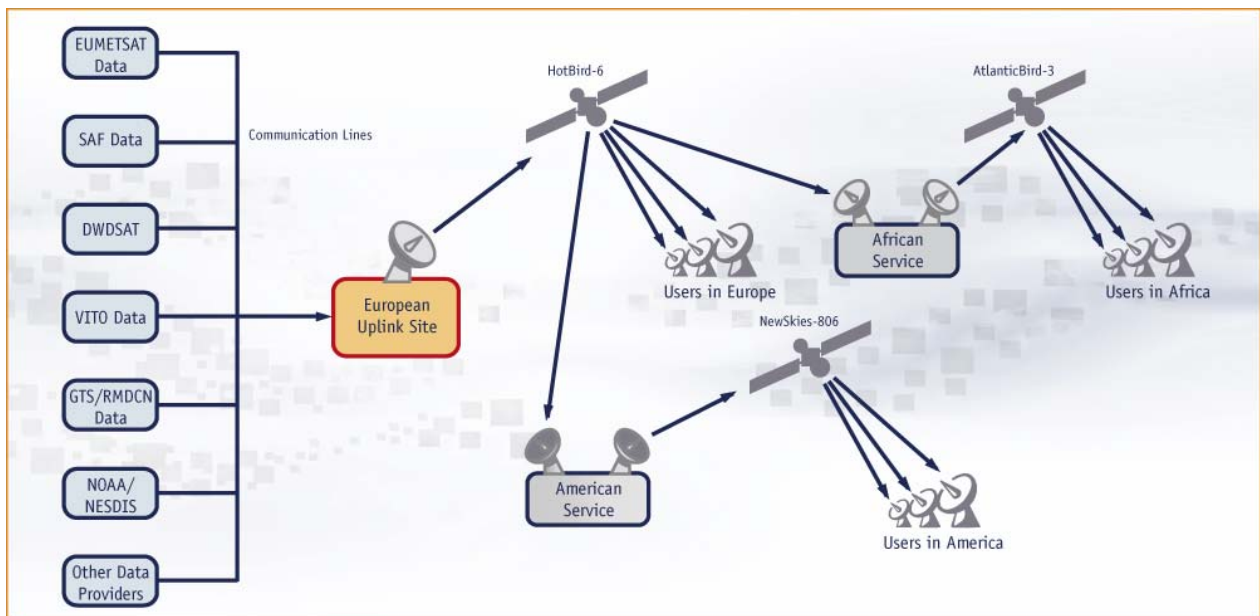 EUMETSAT
Data
SAF Data
DWDSAT
VITO Data
GTS/RMDCN
Data
NOAA/
NESDIS
Other Data
Providers
Communication Lines
European
Uplink Site
HotBird-6
Users in Europe
African
Service
AtlanticBird-3
Users in Africa
American
Service
NewSkies-806
Users in America